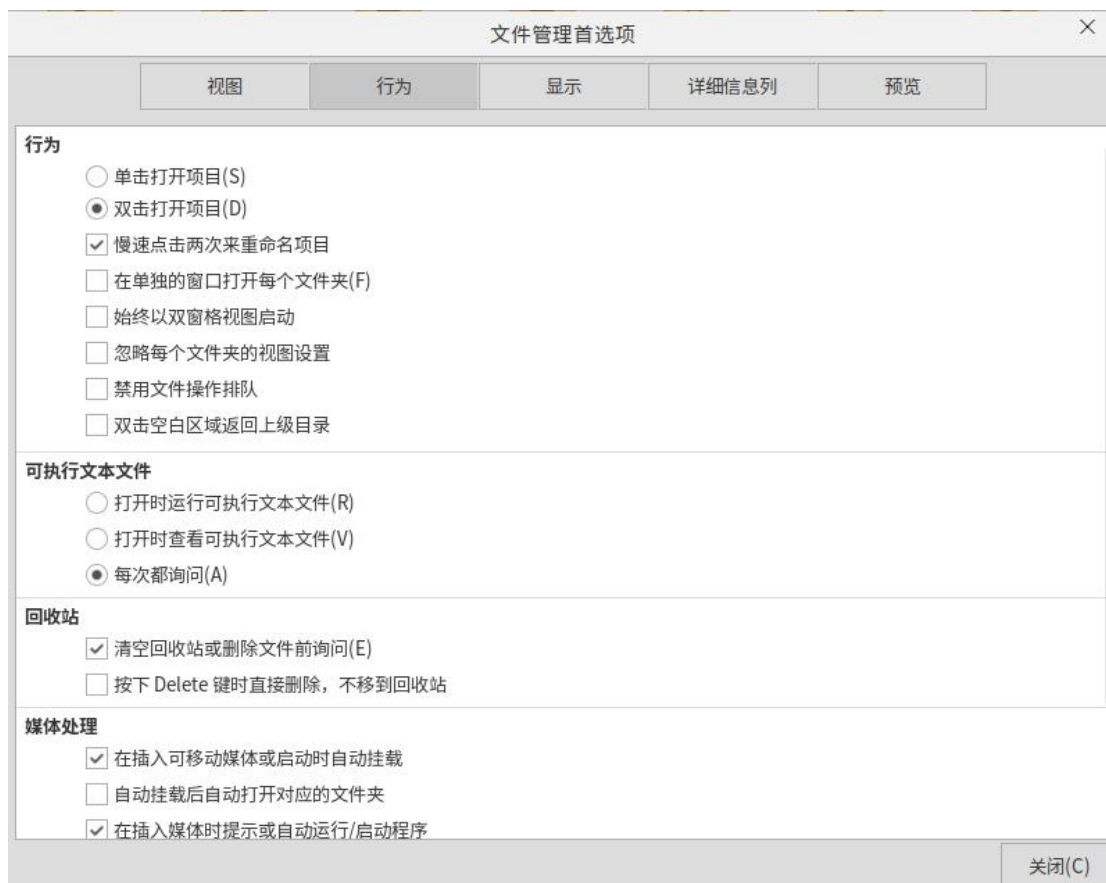 文件管理首选项
视图 行为 显示 详细信息列 预览
行为
单击打开项目(S)
双击打开项目(D)
慢速点击两次来重命名项目
在单独的窗口打开每个文件夹(F)
始终以双窗格视图启动
忽略每个文件夹的视图设置
禁用文件操作排队
双击空白区域返回上级目录
可执行文本文件
打开时运行可执行文本文件(R)
打开时查看可执行文本文件(V)
每次都询问(A)
回收站
清空回收站或删除文件前询问(E)
按下 Delete 键时直接删除，不移到回收站
媒体处理
在插入可移动媒体或启动时自动挂载
自动挂载后自动打开对应的文件夹
在插入媒体时提示或自动运行/启动程序
关闭(C)